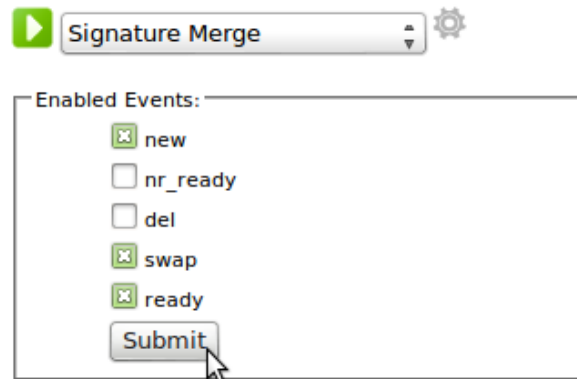 Signature Merge
Enabled Events:
new
nr_ready
del
swap
ready
Submit